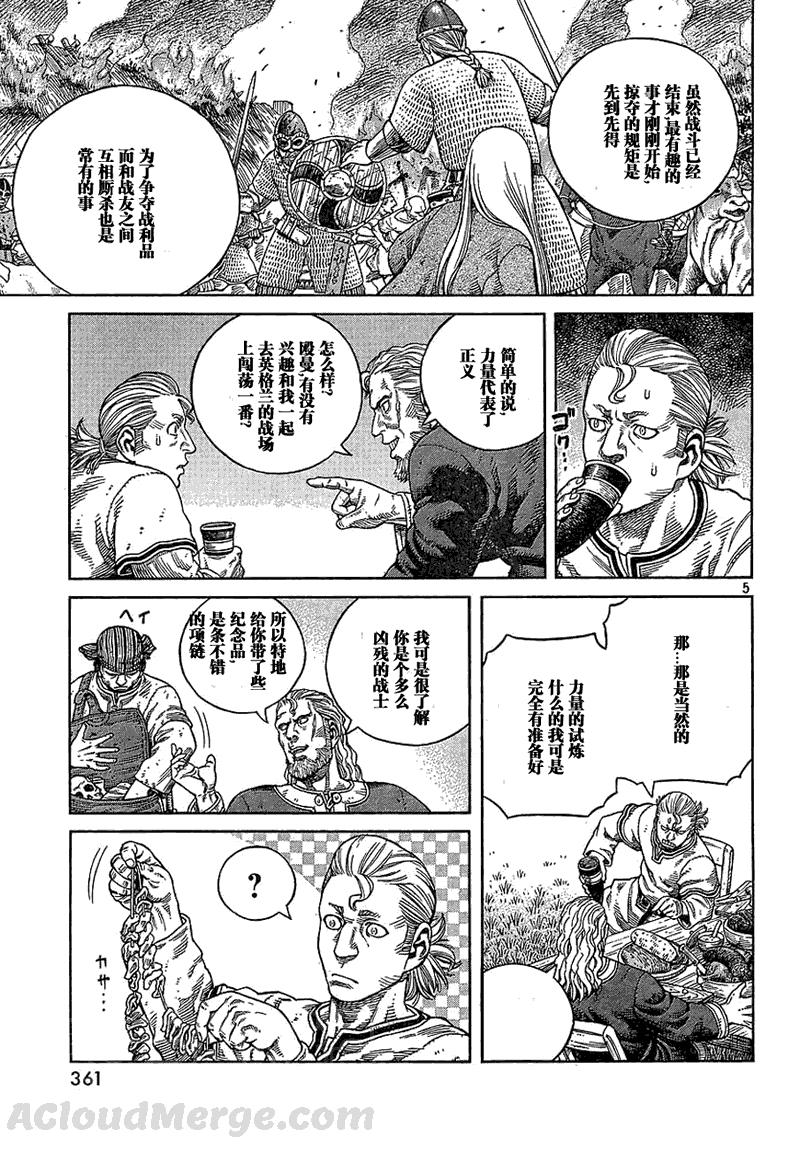 虽然战斗已经
结束,最有趣的
事才刚刚开始,
掠夺的规矩是
先到先得
为了争夺战利品
而和战友之间
互相厮杀也是
常有的事
ゴク…
简单的说,
力量代表了
正义
怎么样?
殴曼,有没有
兴趣和我一起
去英格兰的战场
上闯荡一番?
5
那…那是当然的
力量的试炼
什么的我可是
完全有准备好
我可是很了解
你是个多么
凶残的战士
所以特地
给你带了些
纪念品,
是条不错
的项链
ヘイ
?
カサ…
361
ACloudMerge.com